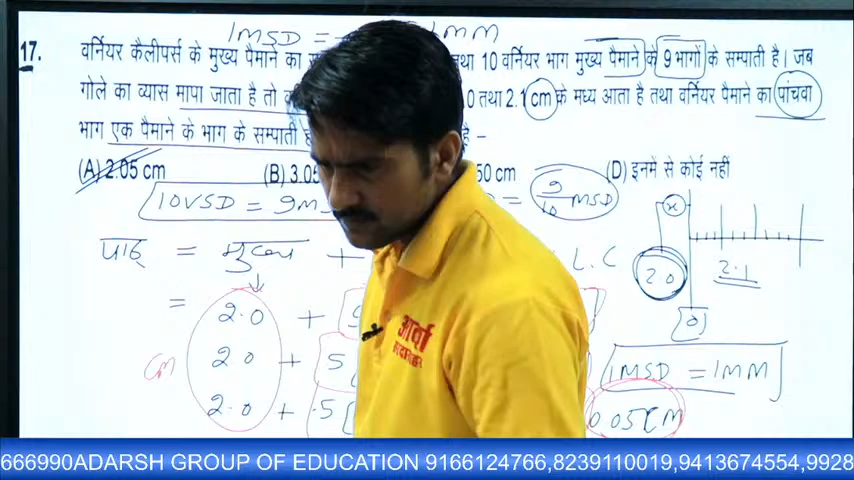 1MSD = 1MM
17. वर्नियर कैलीपर्स के मुख्य पैमाने का तथा 10 वर्नियर भाग मुख्य पैमाने के 9 भागों के सम्पाती है। जब
गोले का व्यास मापा जाता है तो 0 तथा 2.1 cm के मध्य आता है तथा वर्नियर पैमाने का पांचवा
भाग एक पैमाने के भाग के सम्पाती है –
(A) 2.05 cm (B) 3.05 50 cm (D) इनमें से कोई नहीं
10VSD = 9M = 9/10 MSD
x
पाठ् = मुख्य + L.C
2.0 2.1
= 2.0 +
0
cm 2.0 + 5 1MSD = 1MM
2.0 + .5 0.05CM
आदर्श
666990ADARSH GROUP OF EDUCATION 9166124766,8239110019,9413674554,9928